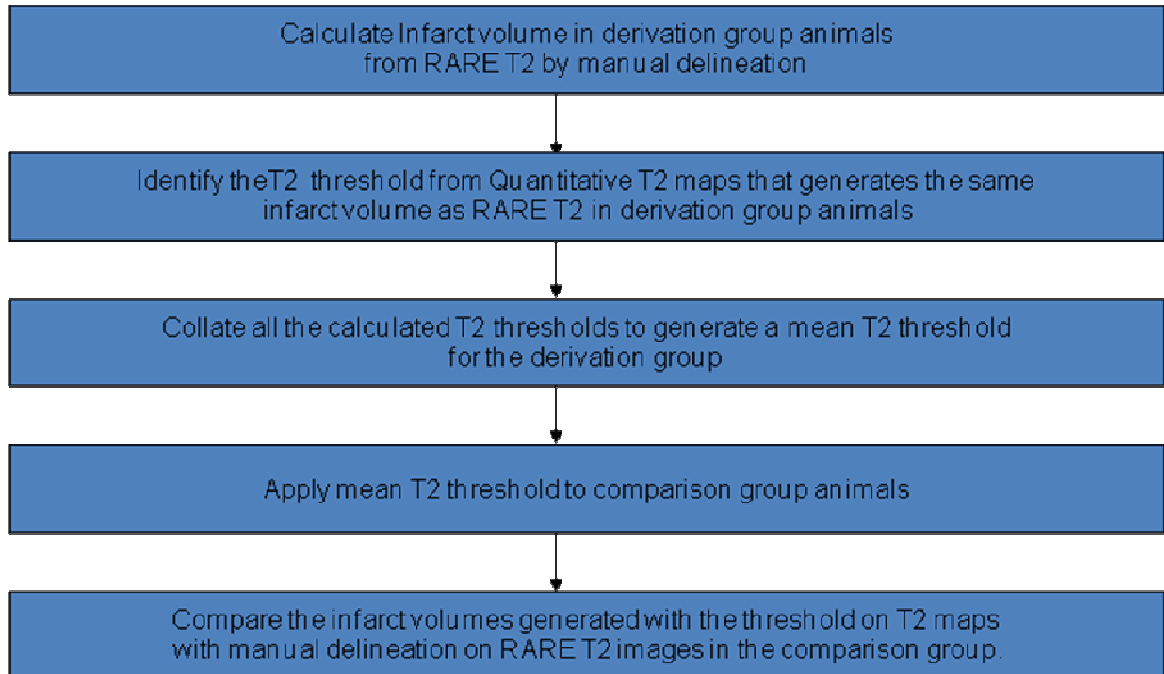 Calculate Infarct volume in derivation group animals
from RARE T2 by manual delineation
Identify the T2 threshold from Quantitative T2 maps that generates the same
infarct volume as RARE T2 in derivation group animals
Collate all the calculated T2 thresholds to generate a mean T2 threshold
for the derivation group
Apply mean T2 threshold to comparison group animals
Compare the infarct volumes generated with the threshold on T2 maps
with manual delineation on RARE T2 images in the comparison group.